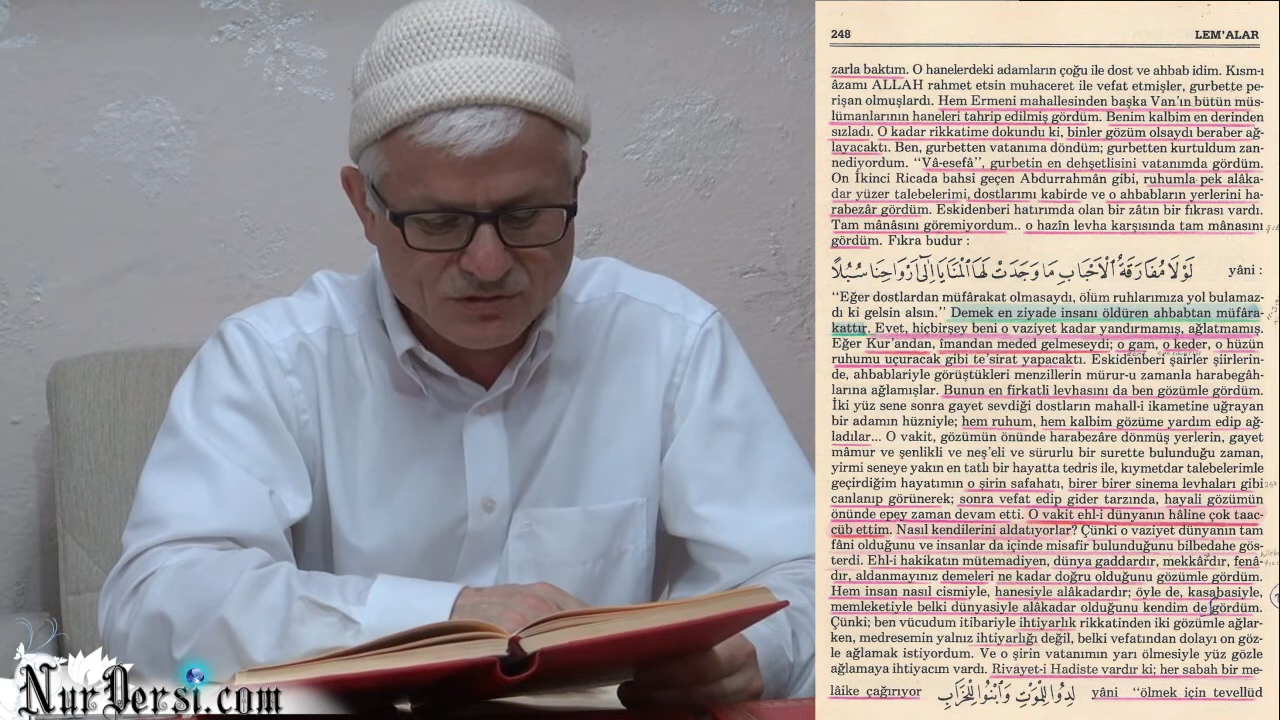 248 LEM'ALAR
zarla baktım. O hanelerdeki adamların çoğu ile dost ve ahbab idim. Kısm-ı
âzamı ALLAH rahmet etsin muhaceret ile vefat etmişler, gurbette pe-
rişan olmuşlardı. Hem Ermeni mahallesinden başka Van'ın bütün müs-
lümanlarının haneleri tahrip edilmiş gördüm. Benim kalbim en derinden
sızladı. O kadar rikkatime dokundu ki, binler gözüm olsaydı beraber ağ-
layacaktı. Ben, gurbetten vatanıma döndüm; gurbetten kurtuldum zan-
nediyordum. "Vâ-esefâ", gurbetin en dehşetlisini vatanımda gördüm.
On İkinci Ricada bahsi geçen Abdurrahmân gibi, ruhumla pek alâka-
dar yüzer talebelerimi, dostlarımı kabirde ve o ahbabların yerlerini ha-
rabezâr gördüm. Eskidenberi hatırımda olan bir zâtın bir fıkrası vardı.
Tam mânâsını göremiyordum.. o hazîn levha karşısında tam mânasını
gördüm. Fıkra budur :
لَوْلَا مُفَارَقَةُ الْاَحْبَابِ مَا وَجَدَتْ لَهَا الْمَنَايَا اِلٰٓى اَرْوَاحِنَا سُبُلًا yâni :
"Eğer dostlardan müfârakat olmasaydı, ölüm ruhlarımıza yol bulamaz-
dı ki gelsin alsın." Demek en ziyade insanı öldüren ahbabtan müfâra-
kattır. Evet, hiçbirşey beni o vaziyet kadar yandırmamış, ağlatmamış
Eğer Kur'andan, îmandan meded gelmeseydi; o gam, o keder, o hüzün
ruhumu uçuracak gibi te'sirat yapacaktı. Eskidenberi şâirler şiirlerin-
de, ahbablariyle görüştükleri menzillerin mürur-u zamanla harabegâh-
larına ağlamışlar. Bunun en firkatli levhasını da ben gözümle gördüm.
İki yüz sene sonra gayet sevdiği dostların mahall-i ikametine uğrayan
bir adamın hüzniyle; hem ruhum, hem kalbim gözüme yardım edip ağ-
ladılar... O vakit, gözümün önünde harabezâre dönmüş yerlerin, gayet
mâmur ve şenlikli ve neş'eli ve sürurlu bir surette bulunduğu zaman,
yirmi seneye yakın en tatlı bir hayatta tedris ile, kıymetdar talebelerimle
geçirdiğim hayatımın o şirin safahatı, birer birer sinema levhaları gibi
canlanıp görünerek; sonra vefat edip gider tarzında, hayali gözümün
önünde epey zaman devam etti. O vakit ehl-i dünyanın hâline çok taac-
cüb ettim. Nasıl kendilerini aldatıyorlar? Çünki o vaziyet dünyanın tam
fâni olduğunu ve insanlar da içinde misafir bulunduğunu bilbedahe gös-
terdi. Ehl-i hakikatın mütemadiyen, dünya gaddardır, mekkârdır, fenâ-
dır, aldanmayınız demeleri ne kadar doğru olduğunu gözümle gördüm.
Hem insan nasıl cismiyle, hanesiyle alâkadardır; öyle de, kasabasiyle,
memleketiyle belki dünyasiyle alâkadar olduğunu kendim de gördüm.
Çünki; ben vücudum itibariyle ihtiyarlık rikkatinden iki gözümle ağlar-
ken, medresemin yalnız ihtiyarlığı değil, belki vefatından dolayı on göz-
le ağlamak istiyordum. Ve o şirin vatanımın yarı ölmesiyle yüz gözle
ağlamaya ihtiyacım vardı. Rivâyet-i Hadiste vardır ki; her sabah bir me-
lâike çağırıyor لِدُوا لِلْمَوْتِ وَابْنُوا لِلْخَرَابِ yâni "ölmek için tevellüd
NurDersi.com